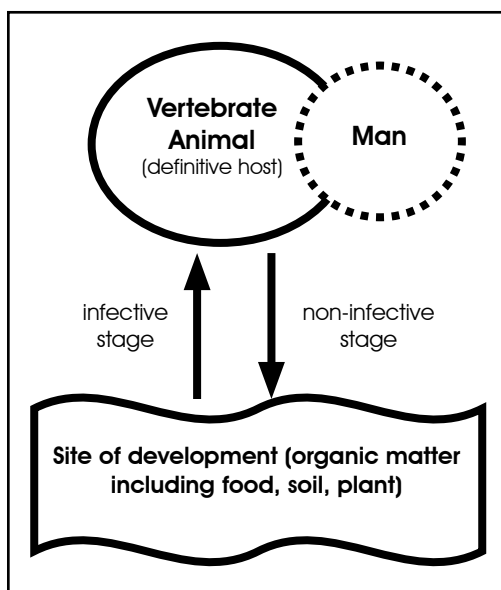 Vertebrate
Animal
(definitive host)
Man
infective
stage
non-infective
stage
Site of development (organic matter
including food, soil, plant)